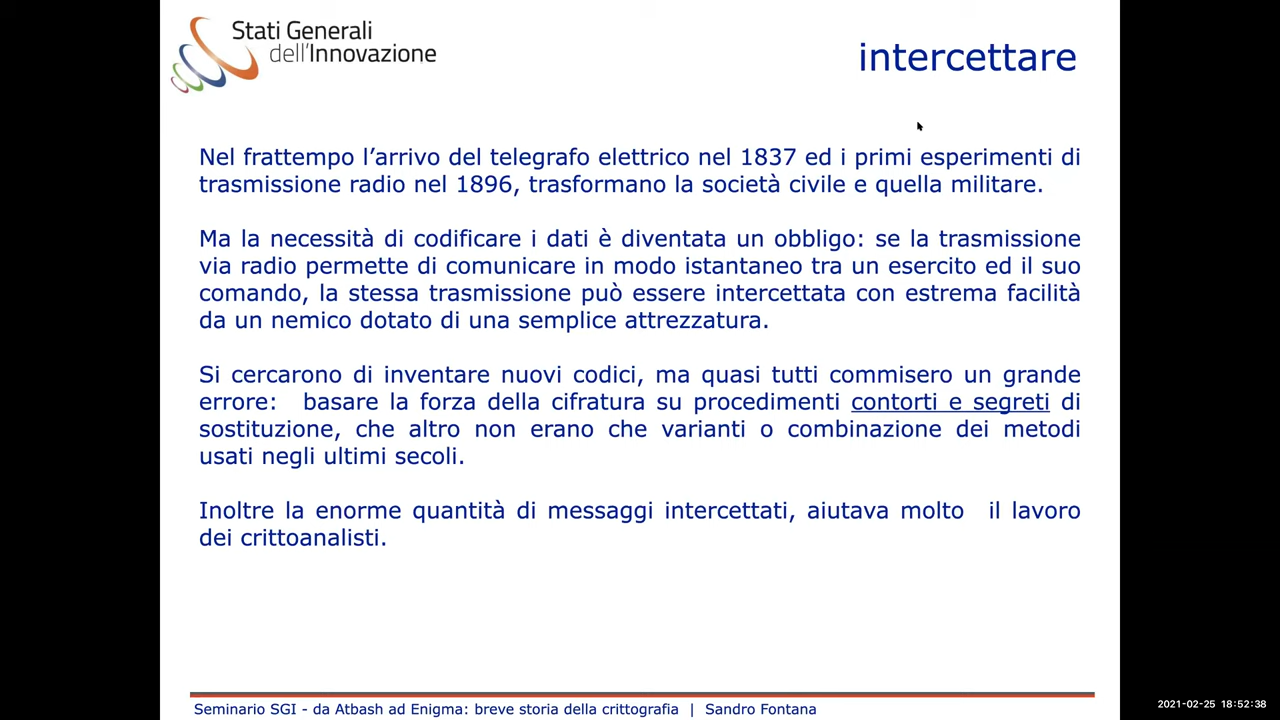 Stati Generali
dell'Innovazione
intercettare
Nel frattempo l’arrivo del telegrafo elettrico nel 1837 ed i primi esperimenti di
trasmissione radio nel 1896, trasformano la società civile e quella militare.
Ma la necessità di codificare i dati è diventata un obbligo: se la trasmissione
via radio permette di comunicare in modo istantaneo tra un esercito ed il suo
comando, la stessa trasmissione può essere intercettata con estrema facilità
da un nemico dotato di una semplice attrezzatura.
Si cercarono di inventare nuovi codici, ma quasi tutti commisero un grande
errore: basare la forza della cifratura su procedimenti contorti e segreti di
sostituzione, che altro non erano che varianti o combinazione dei metodi
usati negli ultimi secoli.
Inoltre la enorme quantità di messaggi intercettati, aiutava molto il lavoro
dei crittoanalisti.
Seminario SGI - da Atbash ad Enigma: breve storia della crittografia | Sandro Fontana
2021-02-25 18:52:38